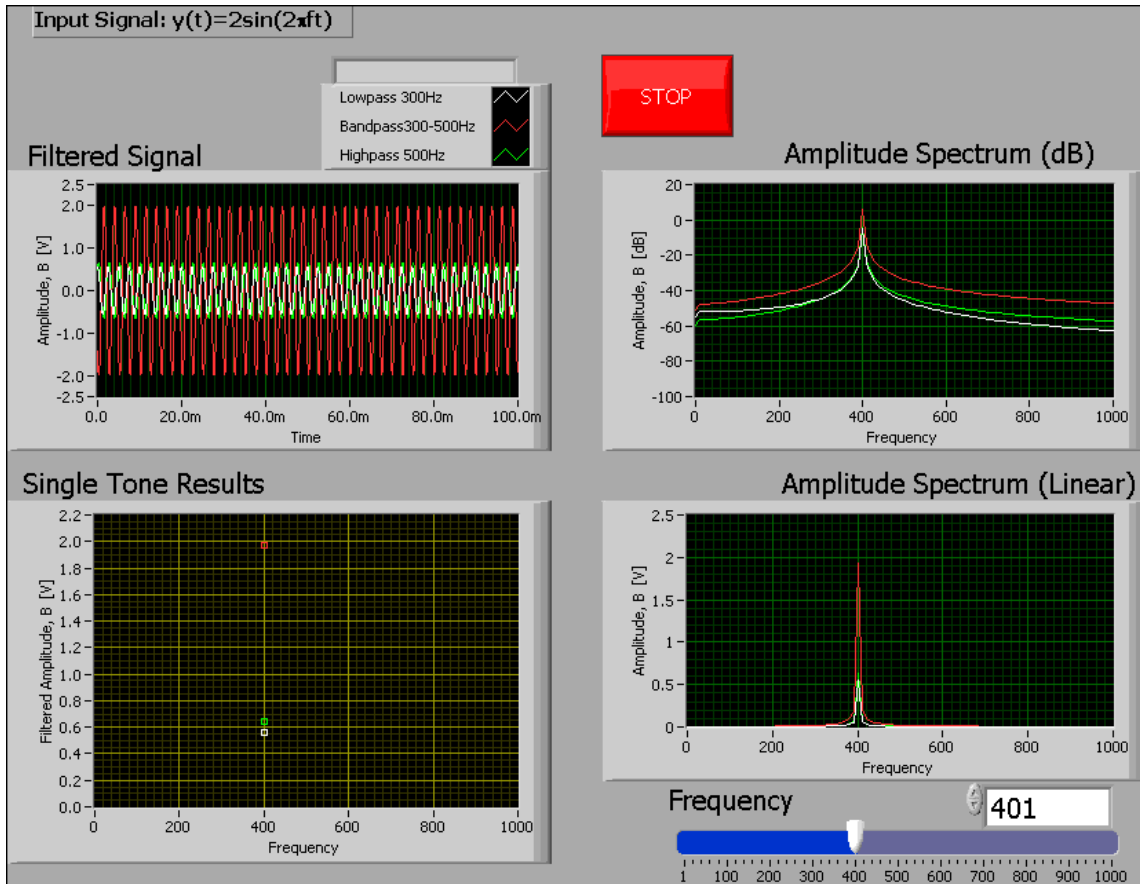 Input Signal: y(t)=2sin(2πft)
Lowpass 300Hz
Bandpass300-500Hz
Highpass 500Hz
STOP
Filtered Signal
2.5
2.0
1.0
0.0
-1.0
-2.0
-2.5
Amplitude, B [V]
0.0 20.0m 40.0m 60.0m 80.0m 100.0m
Time
Amplitude Spectrum (dB)
20
0
-20
-40
-60
-80
-100
Amplitude, B [dB]
0 200 400 600 800 1000
Frequency
Single Tone Results
2.2
2.0
1.8
1.6
1.4
1.2
1.0
0.8
0.6
0.4
0.2
0.0
Filtered Amplitude, B [V]
0 200 400 600 800 1000
Frequency
Amplitude Spectrum (Linear)
2.5
2
1.5
1
0.5
0
Amplitude, B [V]
0 200 400 600 800 1000
Frequency
Frequency
401
1 100 200 300 400 500 600 700 800 900 1000